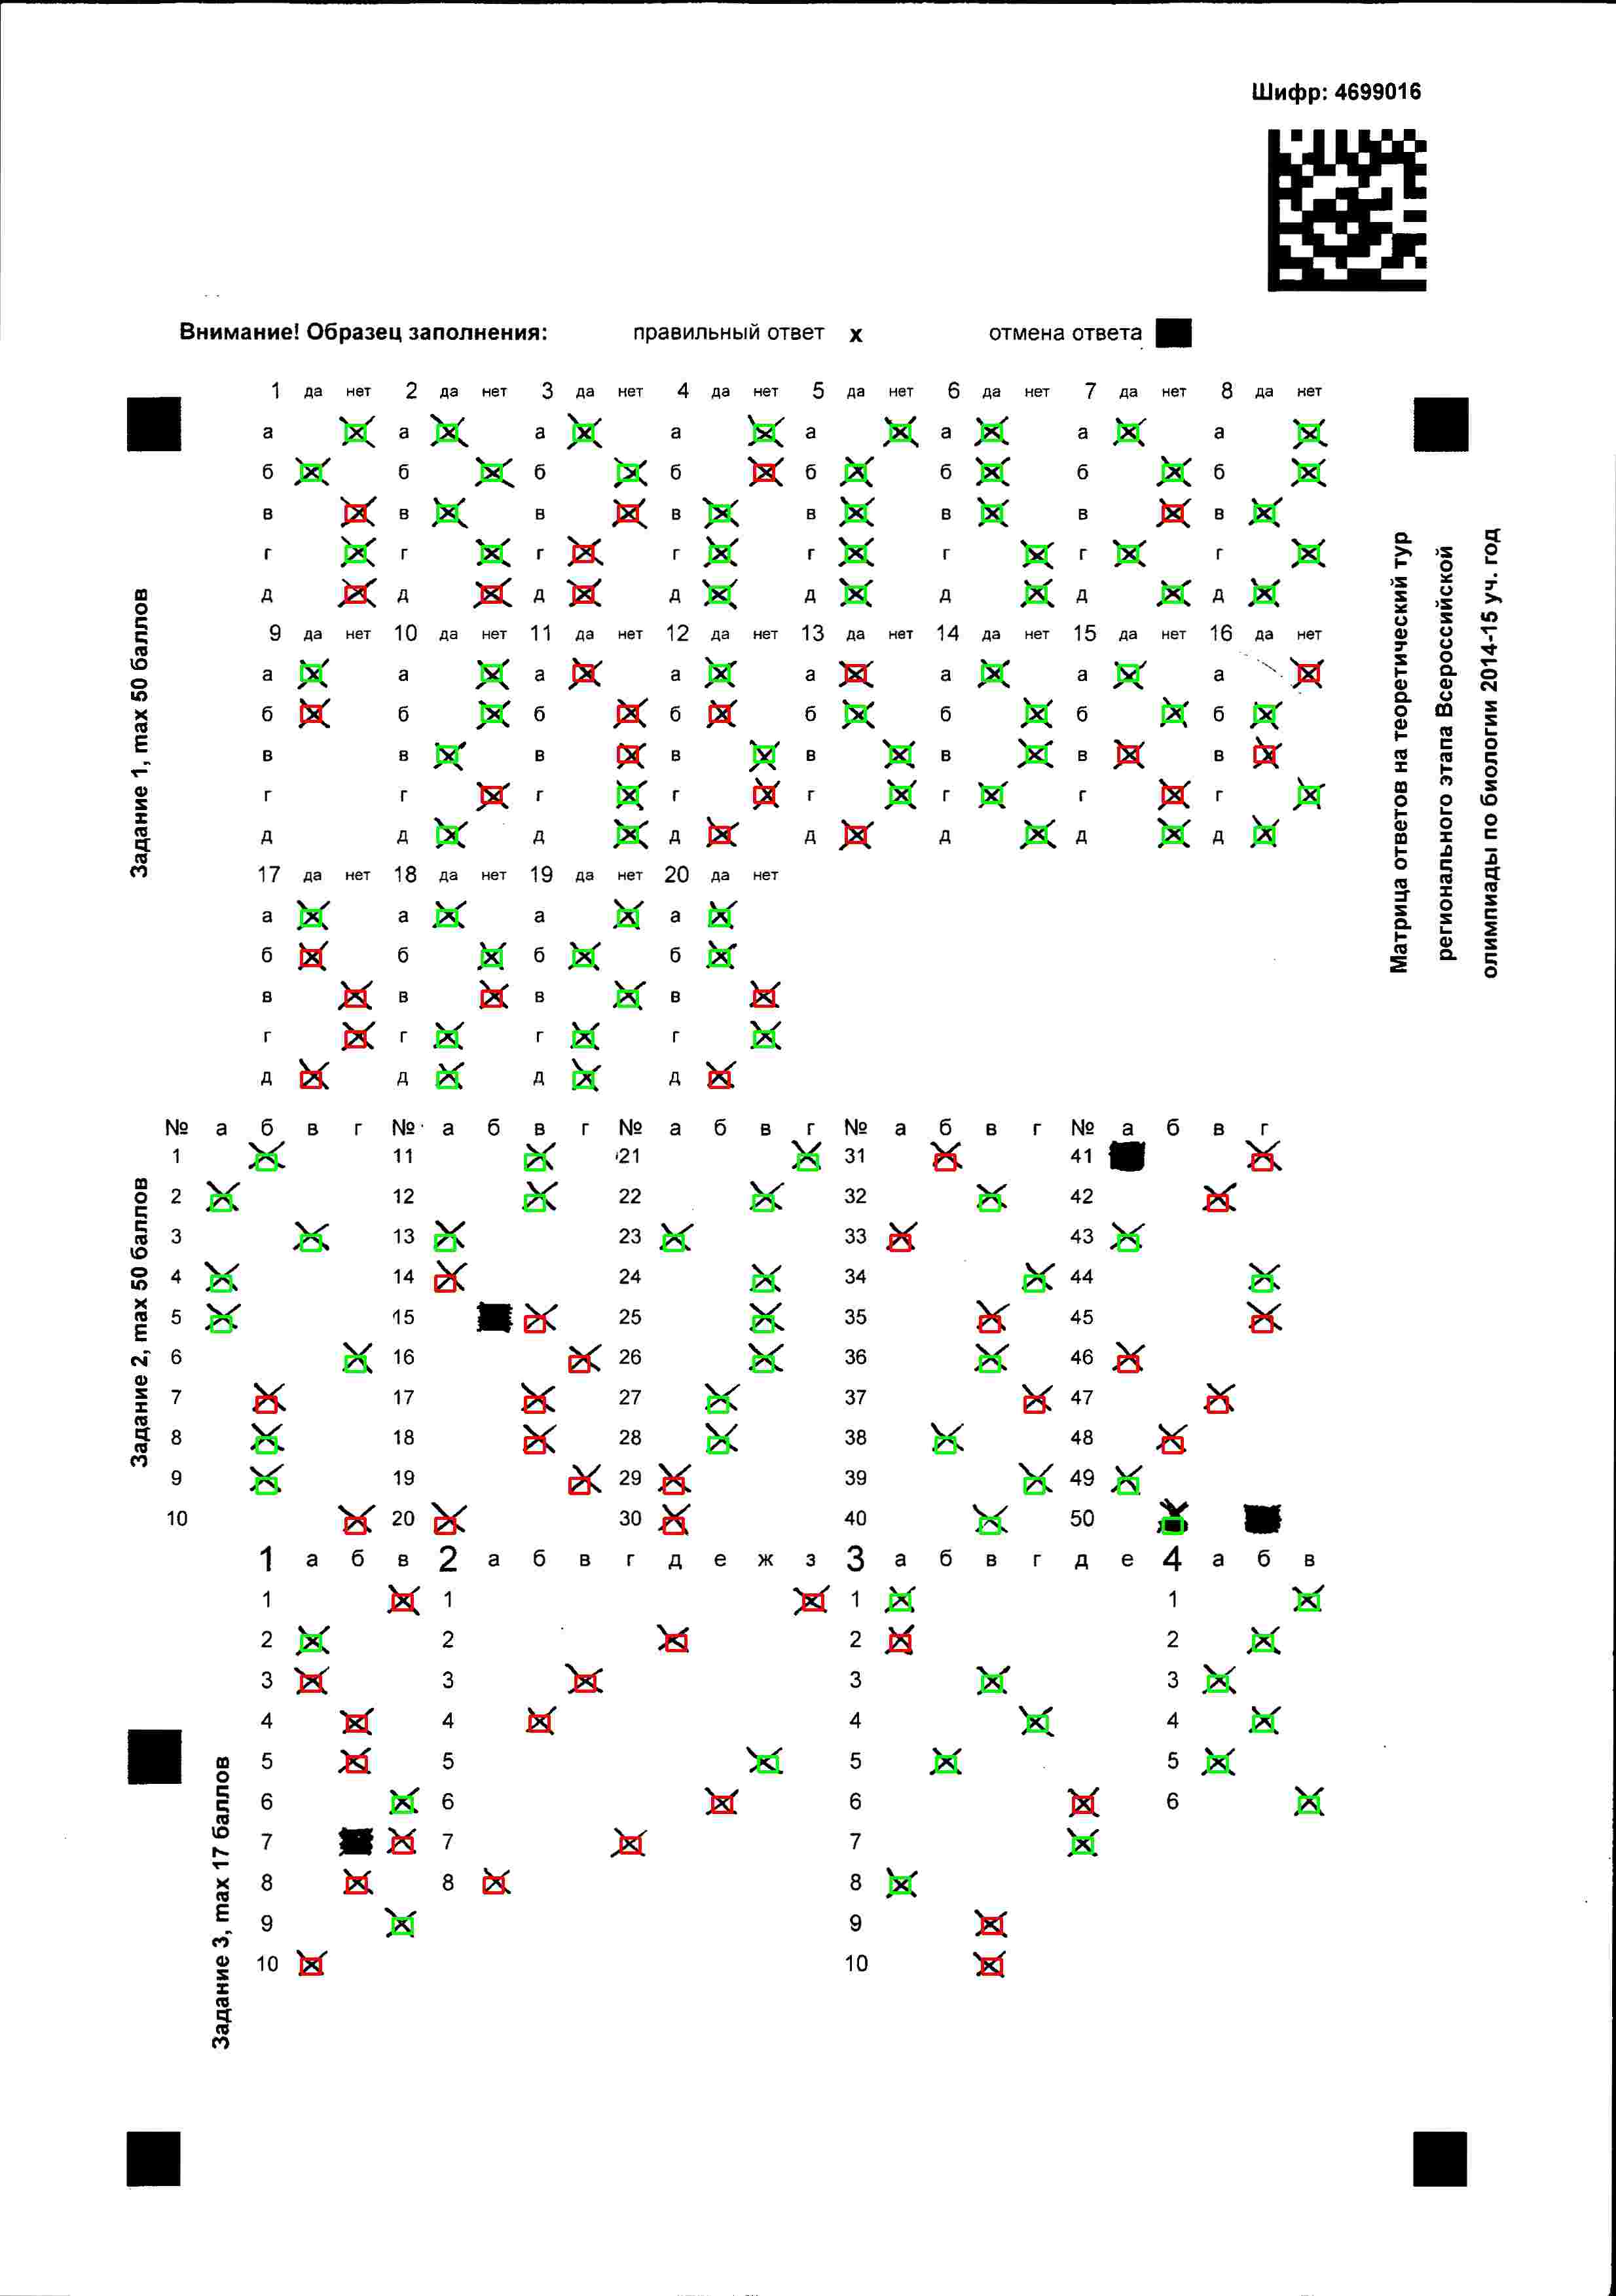 Шифр: 4699016
Внимание! Образец заполнения: правильный ответ х отмена ответа
1 да нет 2 да нет 3 да нет 4 да нет 5 да нет 6 да нет 7 да нет 8 да нет
а а а а а а а а
б б б б б б б б
в в в в в в в в
г г г г г г г г
д д д д д д д д
9 да нет 10 да нет 11 да нет 12 да нет 13 да нет 14 да нет 15 да нет 16 да нет
а а а а а а а а
б б б б б б б б
в в в в в в в в
г г г г г г г г
д д д д д д д д
17 да нет 18 да нет 19 да нет 20 да нет
а а а а
б б б б
в в в в
г г г г
д д д д
Задание 1, max 50 баллов
Матрица ответов на теоретический тур
регионального этапа Всероссийской
олимпиады по биологии 2014-15 уч. год
№ а б в г № а б в г № а б в г № а б в г № а б в г
1 11 21 31 41
2 12 22 32 42
3 13 23 33 43
4 14 24 34 44
5 15 25 35 45
6 16 26 36 46
7 17 27 37 47
8 18 28 38 48
9 19 29 39 49
10 20 30 40 50
Задание 2, max 50 баллов
1 а б в 2 а б в г д е ж з 3 а б в г д е 4 а б в
1 1 1 1
2 2 2 2
3 3 3 3
4 4 4 4
5 5 5 5
6 6 6 6
7 7 7
8 8 8
9 9
10 10
Задание 3, max 17 баллов